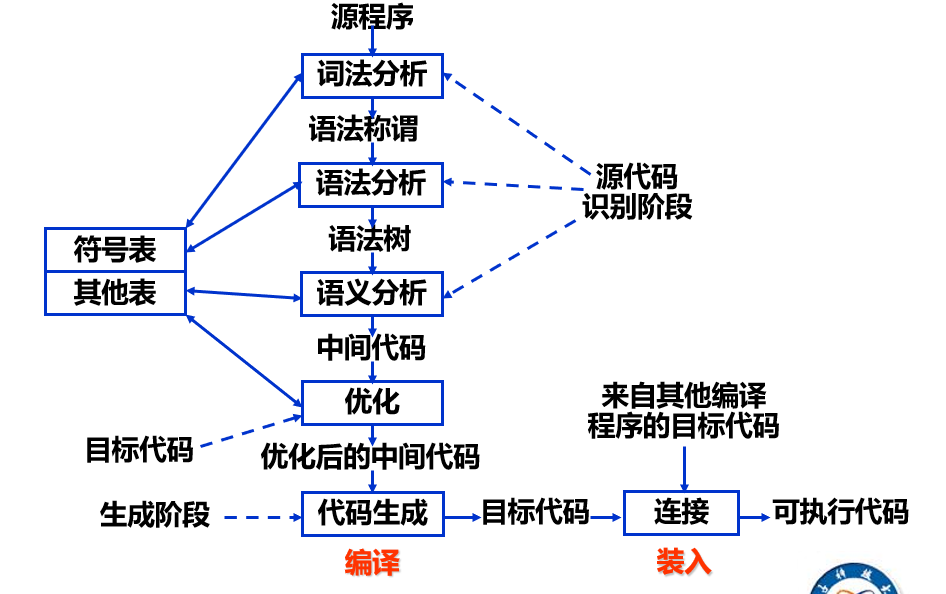 源程序
词法分析
语法称谓
语法分析
源代码
识别阶段
语法树
符号表
其他表
语义分析
中间代码
优化
来自其他编译
程序的目标代码
目标代码
优化后的中间代码
生成阶段
代码生成
目标代码
连接
可执行代码
编译
装入